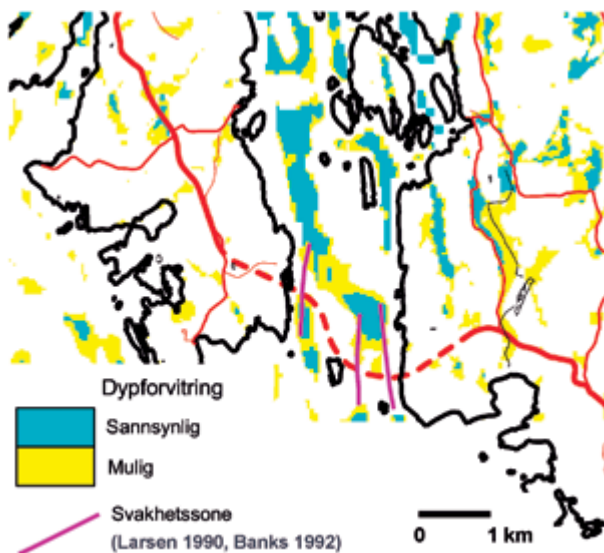 Dypforvitring
Sannsynlig
Mulig
Svakhetssone
(Larsen 1990, Banks 1992)
0 1 km